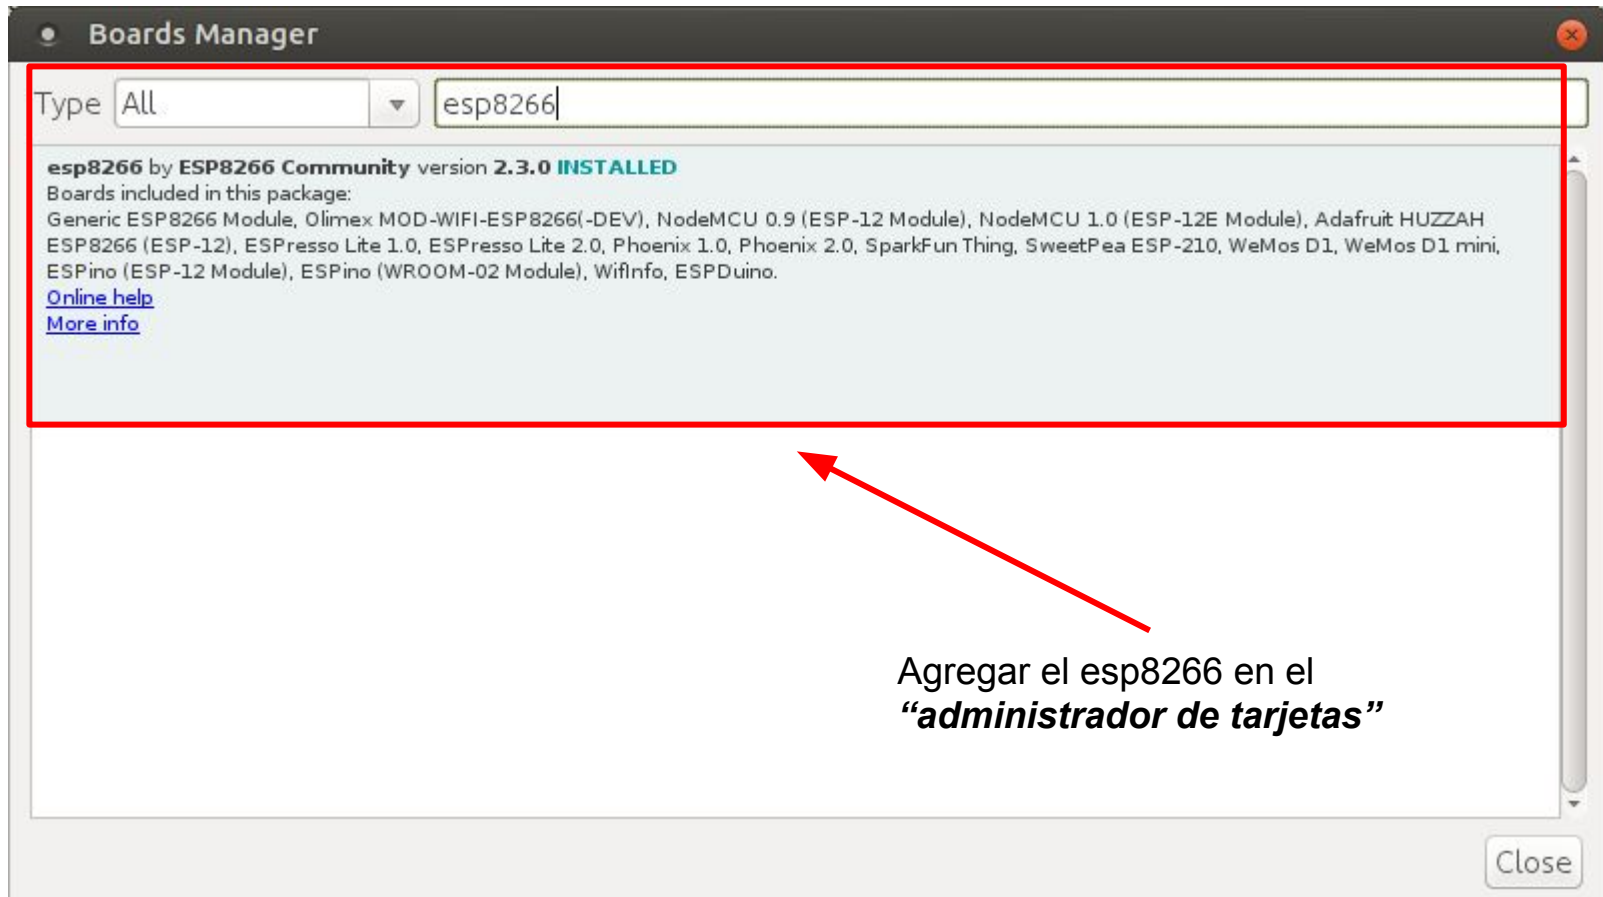 Boards Manager
Type All esp8266
esp8266 by ESP8266 Community version 2.3.0 INSTALLED
Boards included in this package:
Generic ESP8266 Module, Olimex MOD-WIFI-ESP8266(-DEV), NodeMCU 0.9 (ESP-12 Module), NodeMCU 1.0 (ESP-12E Module), Adafruit HUZZAH
ESP8266 (ESP-12), ESPresso Lite 1.0, ESPresso Lite 2.0, Phoenix 1.0, Phoenix 2.0, SparkFun Thing, SweetPea ESP-210, WeMos D1, WeMos D1 mini,
ESPino (ESP-12 Module), ESPino (WROOM-02 Module), WifInfo, ESPDuino.
Online help
More info
Agregar el esp8266 en el
“administrador de tarjetas”
Close